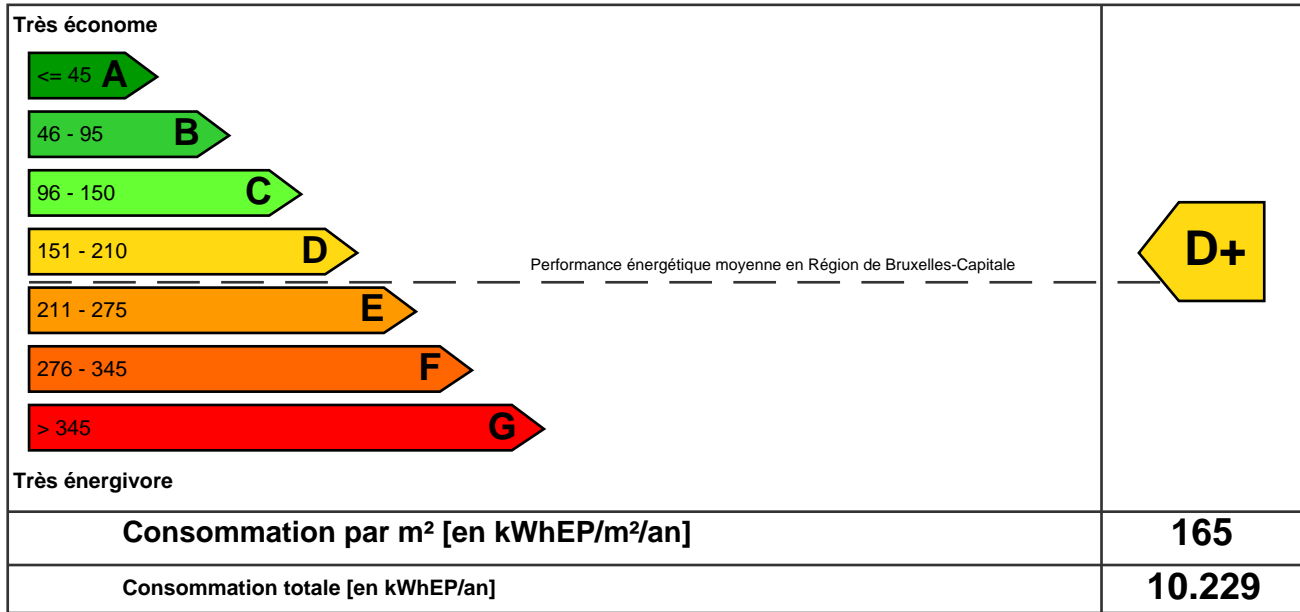 Très économe
<= 45 A
46 - 95 B
96 - 150 C
151 - 210 D
Performance énergétique moyenne en Région de Bruxelles-Capitale
D+
211 - 275 E
276 - 345 F
> 345 G
Très énergivore
Consommation par m² [en kWhEP/m²/an] 165
Consommation totale [en kWhEP/an] 10.229